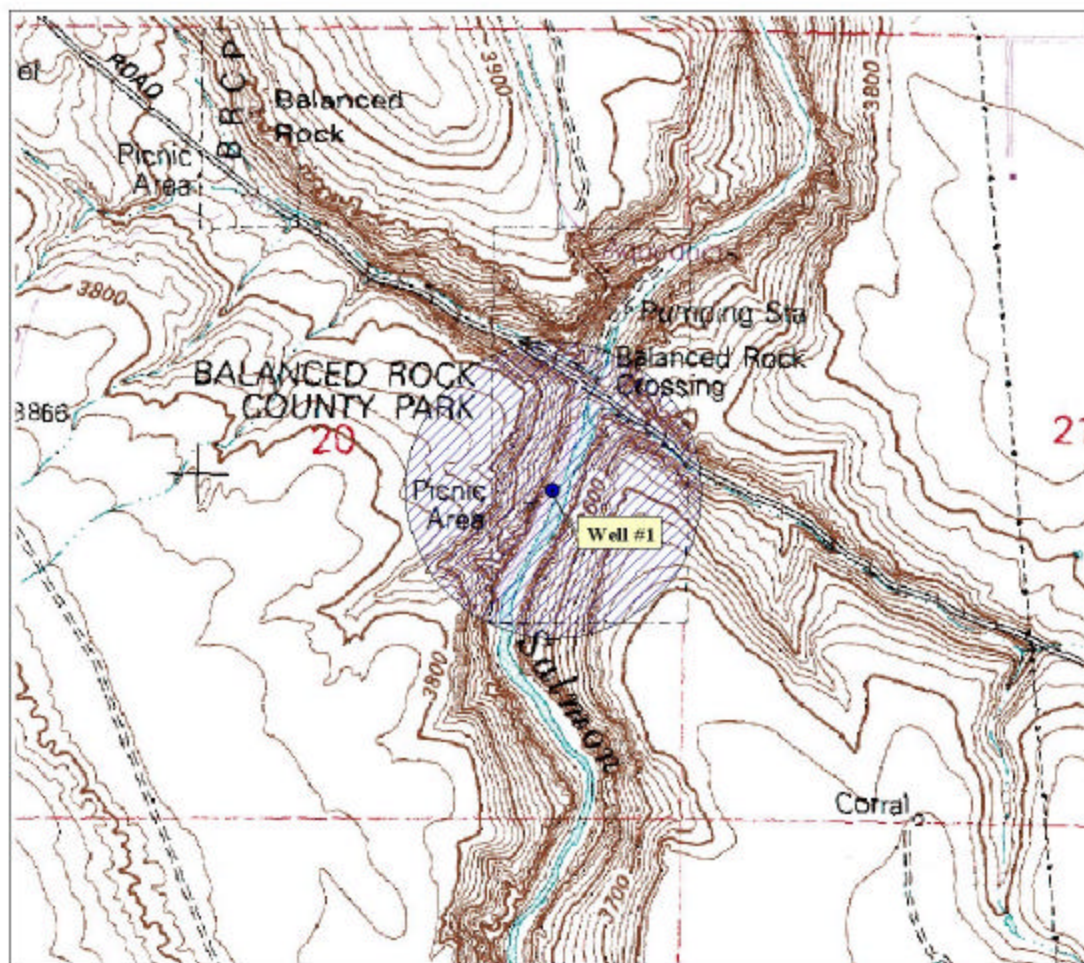 el
ROAD
BRCP
Balanced
Rock
3900
3800
Picnic
Area
3800
Pumping Sta
Balanced Rock
Crossing
BALANCED ROCK
COUNTY PARK
3866
20
21
Picnic
Area
Well #1
Salmon
3800
3700
Corral